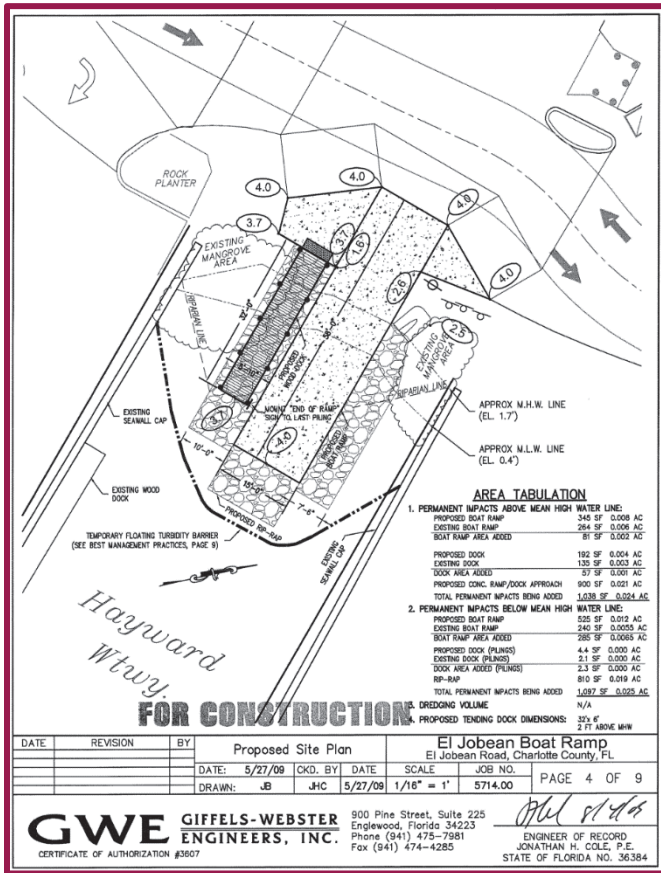 ROCK
PLANTER
4.0
4.0
4.0
4.0
3.7
3.7
1.6
2.6
2.5
EXISTING
MANGROVE
AREA
RIPARIAN LINE
32'-0"
58'-0"
PROPOSED
WOOD DOCK
MOUNT "END OF RAMP"
SIGN TO LAST PILING
-3.7
-4.0
10'-0"
15'-0"
7'-6"
PROPOSED
BOAT RAMP
PROPOSED RIP-RAP
EXISTING
MANGROVE
AREA
RIPARIAN LINE
EXISTING
SEAWALL CAP
EXISTING WOOD
DOCK
APPROX M.H.W. LINE
(EL. 1.7')
APPROX M.L.W. LINE
(EL. 0.4')
TEMPORARY FLOATING TURBIDITY BARRIER
(SEE BEST MANAGEMENT PRACTICES, PAGE 9)
EXISTING
SEAWALL CAP
Hayward
Wtwy.
AREA TABULATION
1. PERMANENT IMPACTS ABOVE MEAN HIGH WATER LINE:
PROPOSED BOAT RAMP 345 SF 0.008 AC
EXISTING BOAT RAMP 264 SF 0.006 AC
BOAT RAMP AREA ADDED 81 SF 0.002 AC
PROPOSED DOCK 192 SF 0.004 AC
EXISTING DOCK 135 SF 0.003 AC
DOCK AREA ADDED 57 SF 0.001 AC
PROPOSED CONC. RAMP/DOCK APPROACH 900 SF 0.021 AC
TOTAL PERMANENT IMPACTS BEING ADDED 1,038 SF 0.024 AC
2. PERMANENT IMPACTS BELOW MEAN HIGH WATER LINE:
PROPOSED BOAT RAMP 525 SF 0.012 AC
EXISTING BOAT RAMP 240 SF 0.0055 AC
BOAT RAMP AREA ADDED 285 SF 0.0065 AC
PROPOSED DOCK (PILINGS) 4.4 SF 0.000 AC
EXISTING DOCK (PILINGS) 2.1 SF 0.000 AC
DOCK AREA ADDED (PILINGS) 2.3 SF 0.000 AC
RIP-RAP 810 SF 0.019 AC
TOTAL PERMANENT IMPACTS BEING ADDED 1,097 SF 0.025 AC
3. DREDGING VOLUME N/A
4. PROPOSED TENDING DOCK DIMENSIONS: 32'x 6'
2 FT ABOVE MHW
FOR CONSTRUCTION
DATE REVISION BY
Proposed Site Plan
DATE: 5/27/09 CKD. BY DATE
DRAWN: JB JHC 5/27/09
El Jobean Boat Ramp
El Jobean Road, Charlotte County, FL
SCALE JOB NO.
1/16" = 1' 5714.00
PAGE 4 OF 9
GWE GIFFELS-WEBSTER
ENGINEERS, INC.
CERTIFICATE OF AUTHORIZATION #3607
900 Pine Street, Suite 225
Englewood, Florida 34223
Phone (941) 475-7981
Fax (941) 474-4285
ENGINEER OF RECORD
JONATHAN H. COLE, P.E.
STATE OF FLORIDA NO. 36384